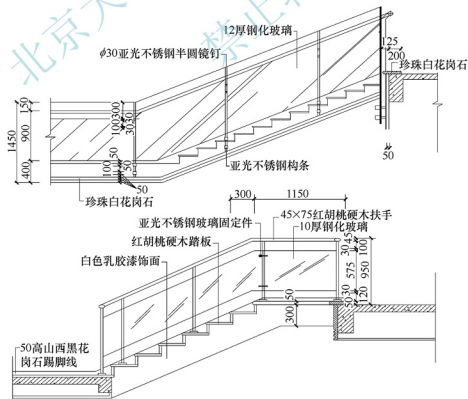 北京天
禁止
12厚钢化玻璃
φ30亚光不锈钢半圆镜钉
125
200
珍珠白花岗石
150
300
100
30
30
1450
900
400
50
100
50
50
亚光不锈钢构条
珍珠白花岗石
300
1150
45×75红胡桃硬木扶手
亚光不锈钢玻璃固定件
10厚钢化玻璃
红胡桃硬木踏板
白色乳胶漆饰面
45
30
100
575
950
50
30
50
120
300
50高山西黑花
岗石踢脚线